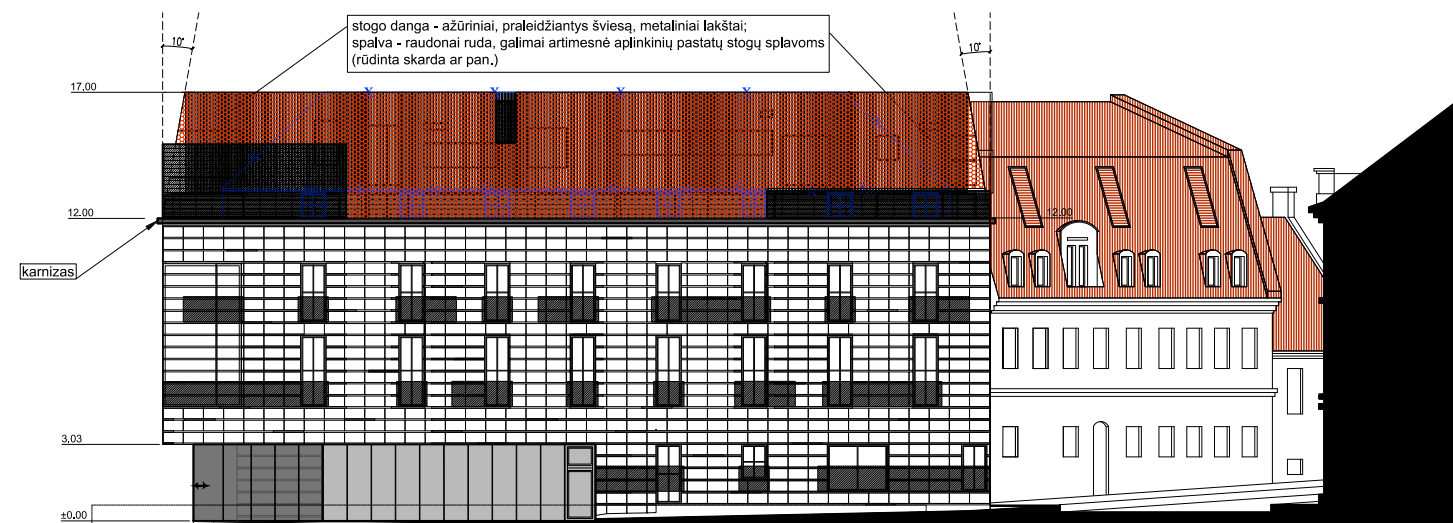 stogo danga - ažūriniai, praleidžiantys šviesą, metaliniai lakštai;
spalva - raudonai ruda, galimai artimesnė aplinkinių pastatų stogų splavoms
(rūdinta skarda ar pan.)
10°
10°
17.00
12.00
12.00
karnizas
3,03
±0.00